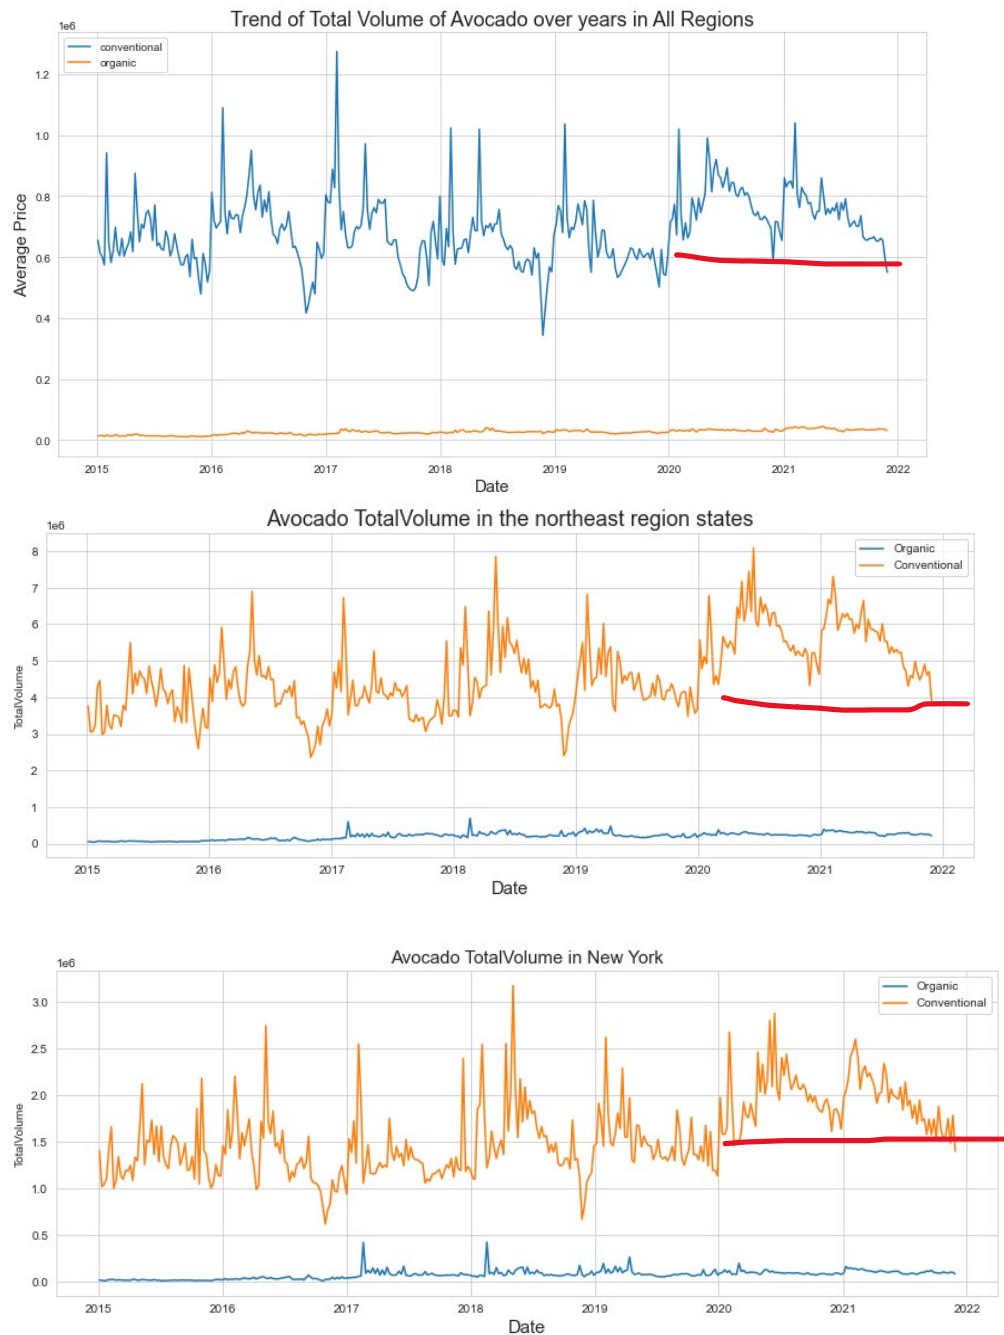 Trend of Total Volume of Avocado over years in All Regions
1e6
conventional
organic
1.2
1.0
0.8
0.6
0.4
0.2
0.0
Average Price
2015 2016 2017 2018 2019 2020 2021 2022
Date
Avocado TotalVolume in the northeast region states
1e6
Organic
Conventional
8
7
6
5
4
3
2
1
0
TotalVolume
2015 2016 2017 2018 2019 2020 2021 2022
Date
Avocado TotalVolume in New York
1e6
Organic
Conventional
3.0
2.5
2.0
1.5
1.0
0.5
0.0
TotalVolume
2015 2016 2017 2018 2019 2020 2021 2022
Date